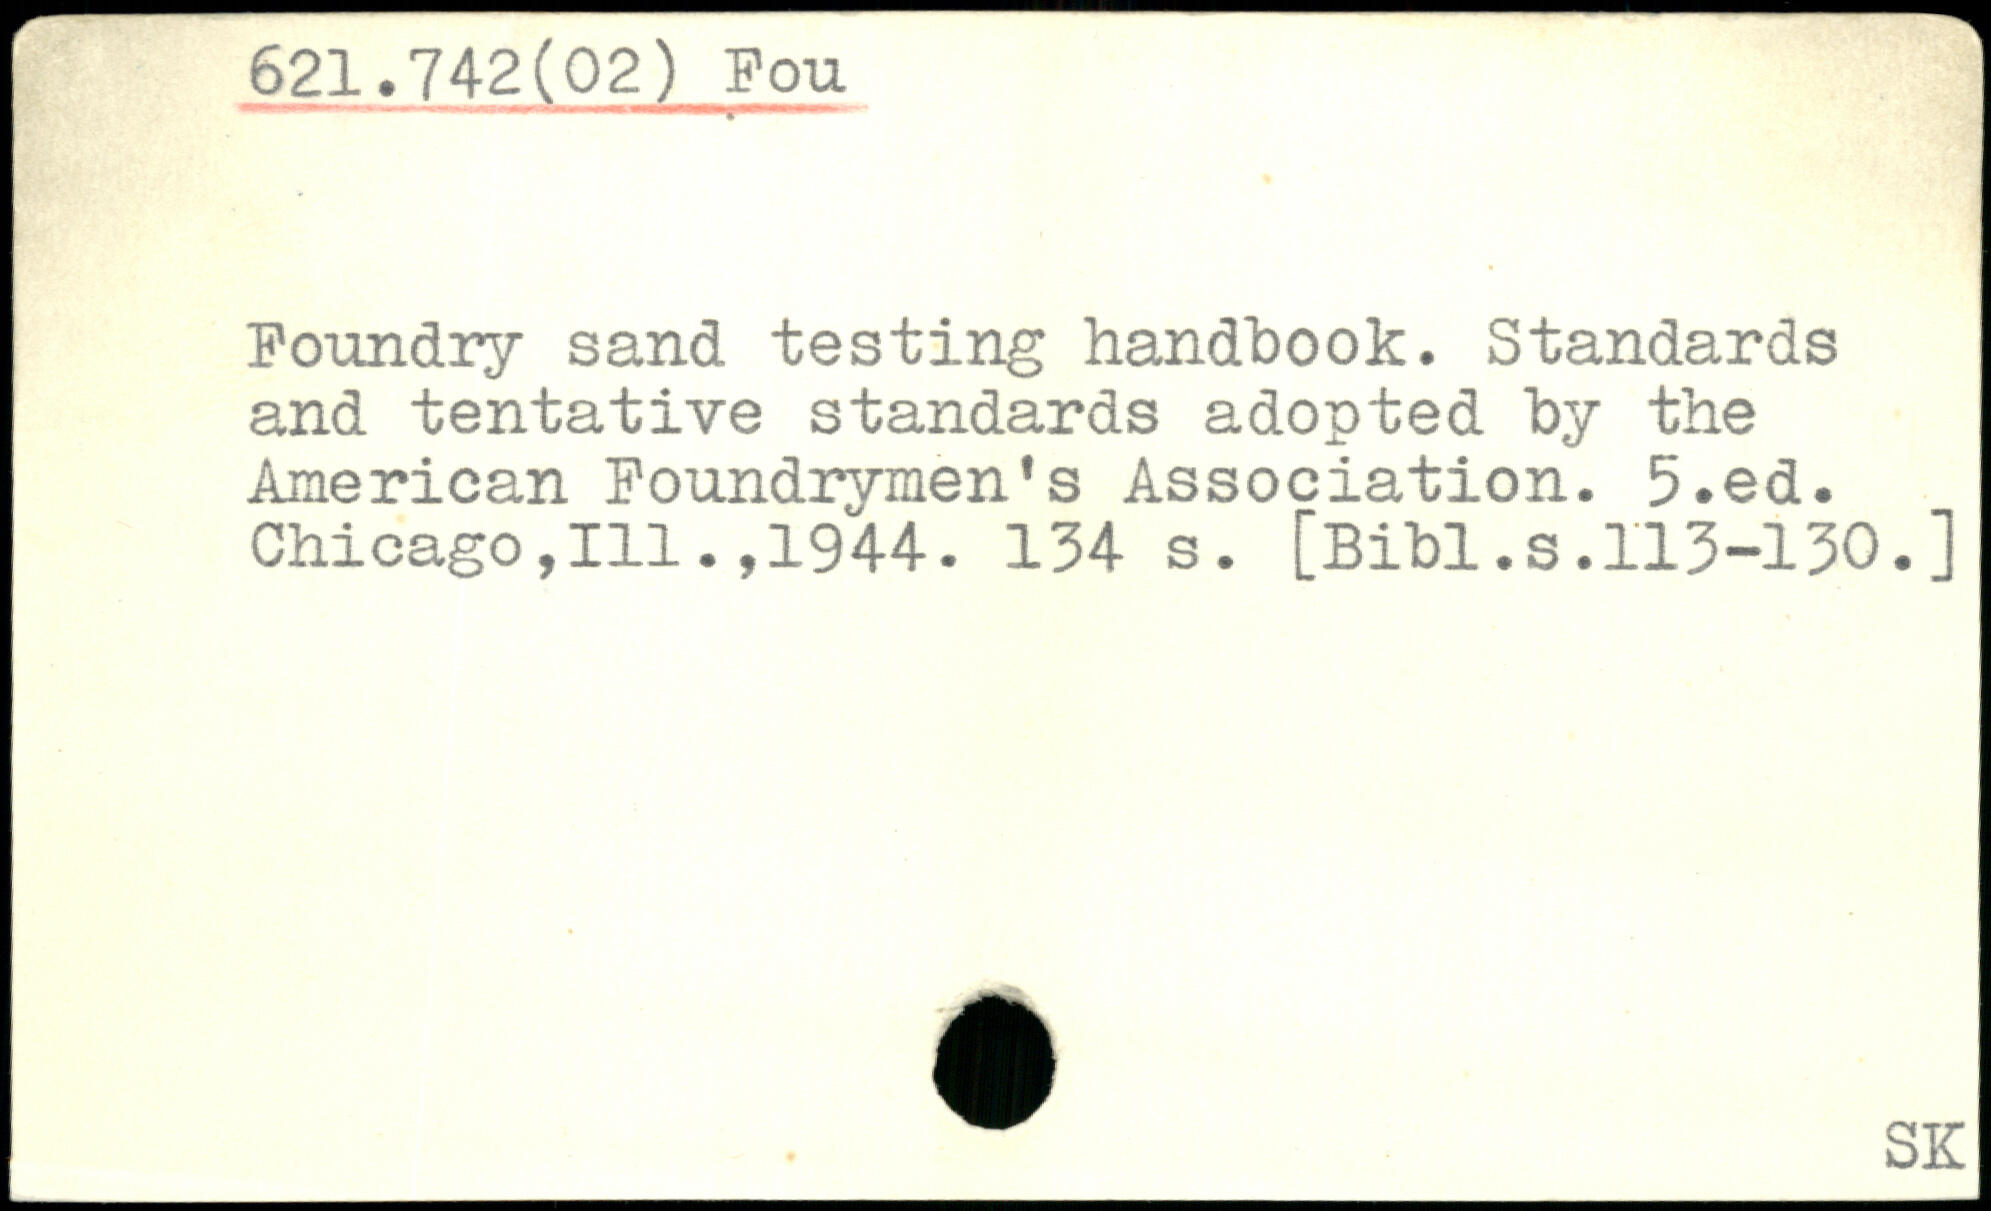 621.742(02) Fou
Foundry sand testing handbook. Standards
and tentative standards adopted by the
American Foundrymen's Association. 5.ed.
Chicago,Ill.,1944. 134 s. [Bibl.s.113-130.]
SK